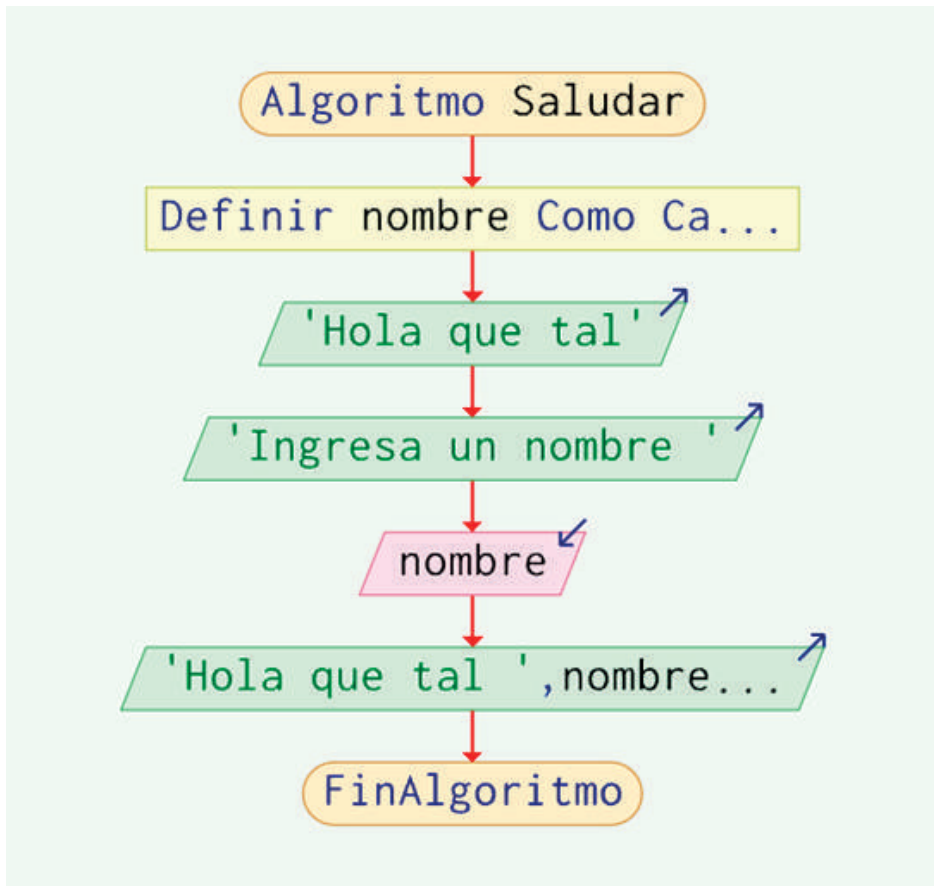 Algoritmo Saludar
Definir nombre Como Ca...
'Hola que tal'
'Ingresa un nombre '
nombre
'Hola que tal ',nombre...
FinAlgoritmo